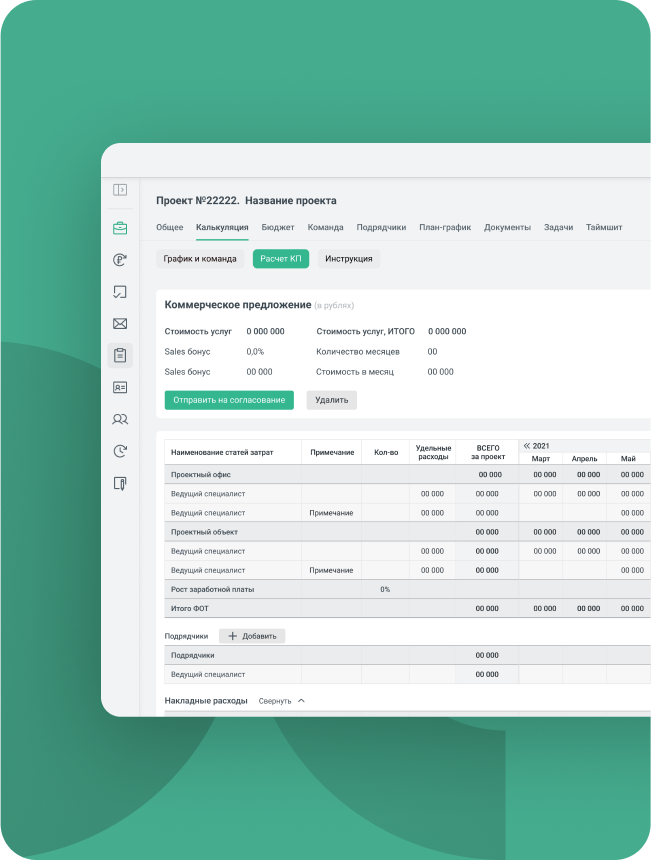 Проект №22222. Название проекта
Общее Калькуляция Бюджет Команда Подрядчики План-график Документы Задачи Таймшит
График и команда Расчет КП Инструкция
Коммерческое предложение (в рублях)
Стоимость услуг 0 000 000 Стоимость услуг, ИТОГО 0 000 000
Sales бонус 0,0% Количество месяцев 00
Sales бонус 00 000 Стоимость в месяц 00 000
Отправить на согласование Удалить
Наименование статей затрат Примечание Кол-во Удельные расходы ВСЕГО за проект 2021
Март Апрель Май
Проектный офис 00 000 00 000 00 000 00 000
Ведущий специалист 00 000 00 000 00 000 00 000 00 000
Ведущий специалист Примечание 00 000 00 000 00 000
Проектный объект 00 000 00 000 00 000 00 000
Ведущий специалист 00 000 00 000 00 000 00 000 00 000
Ведущий специалист Примечание 00 000 00 000 00 000
Рост заработной платы 0%
Итого ФОТ 00 000 00 000 00 000 00 000
Подрядчики Добавить
Подрядчики 00 000
Ведущий специалист 00 000
Накладные расходы Свернуть